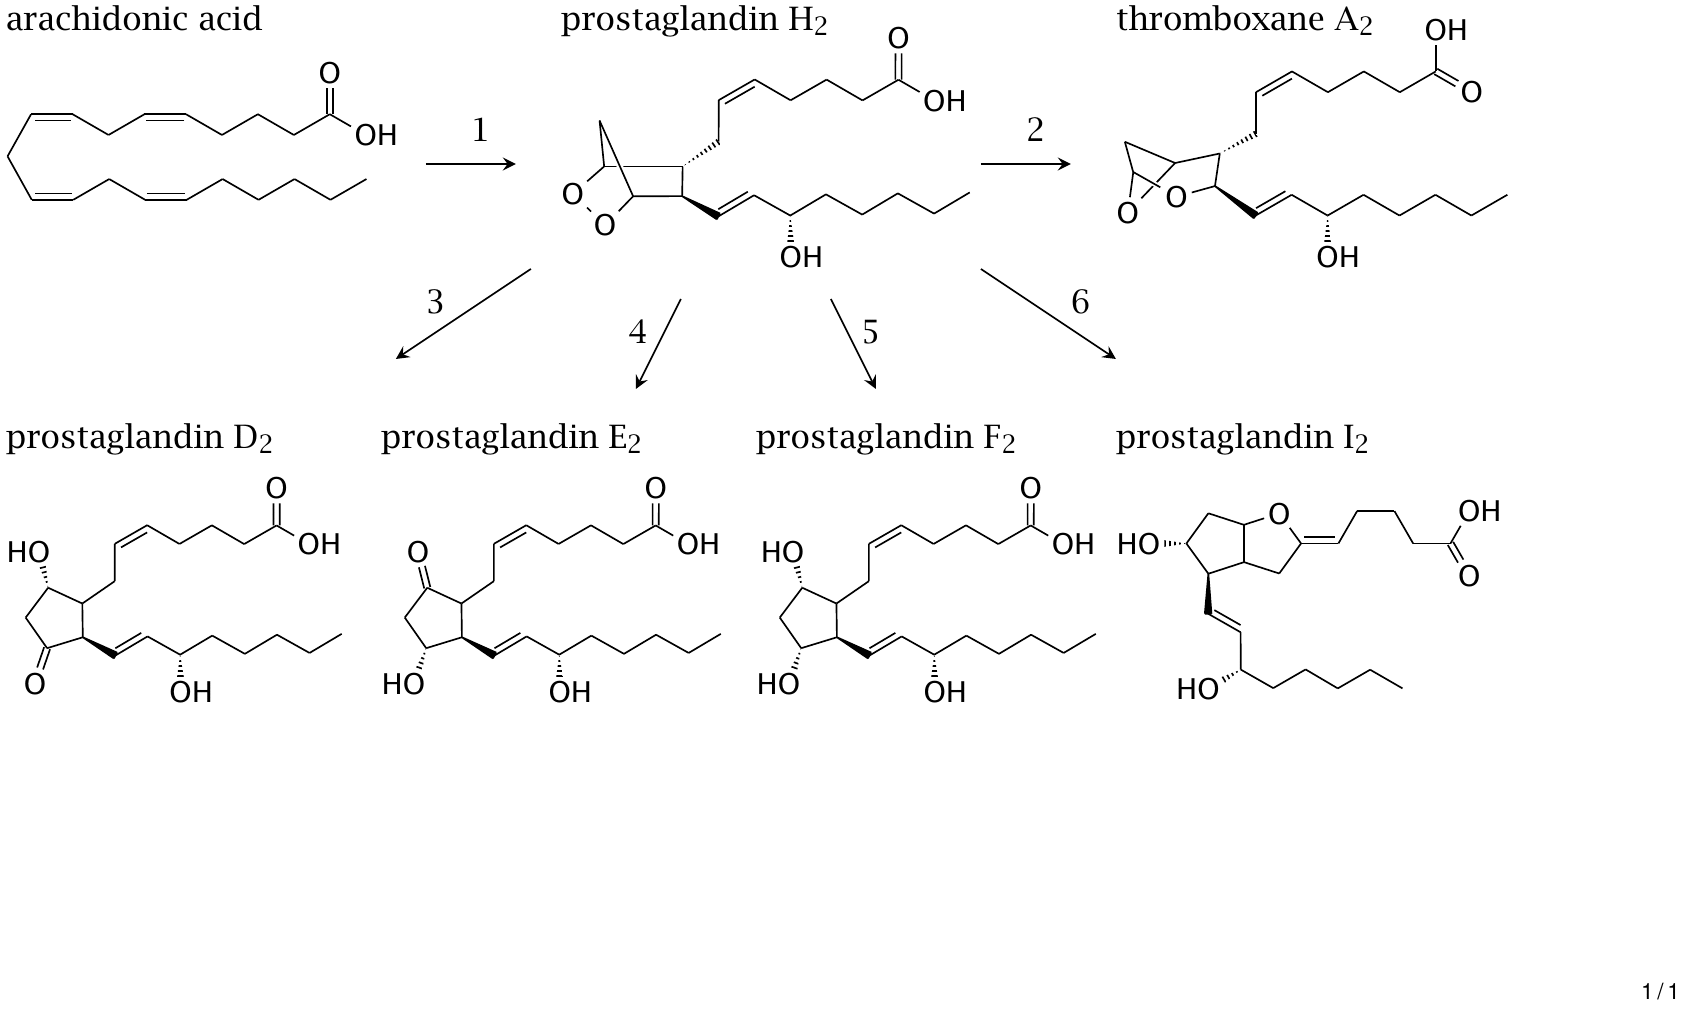 arachidonic acid
prostaglandin H2
thromboxane A2
O
OH
1
O
OH
O
O
OH
2
OH
O
O
O
OH
3
4
5
6
prostaglandin D2
prostaglandin E2
prostaglandin F2
prostaglandin I2
O
OH
HO
O
OH
O
OH
O
HO
OH
O
OH
HO
HO
OH
O
OH
O
HO
HO
1 / 1